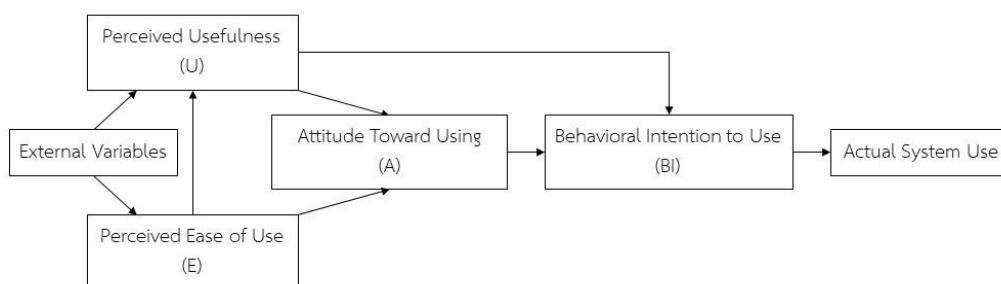 Perceived Usefulness
(U)
External Variables
Attitude Toward Using
(A)
Behavioral Intention to Use
(BI)
Actual System Use
Perceived Ease of Use
(E)